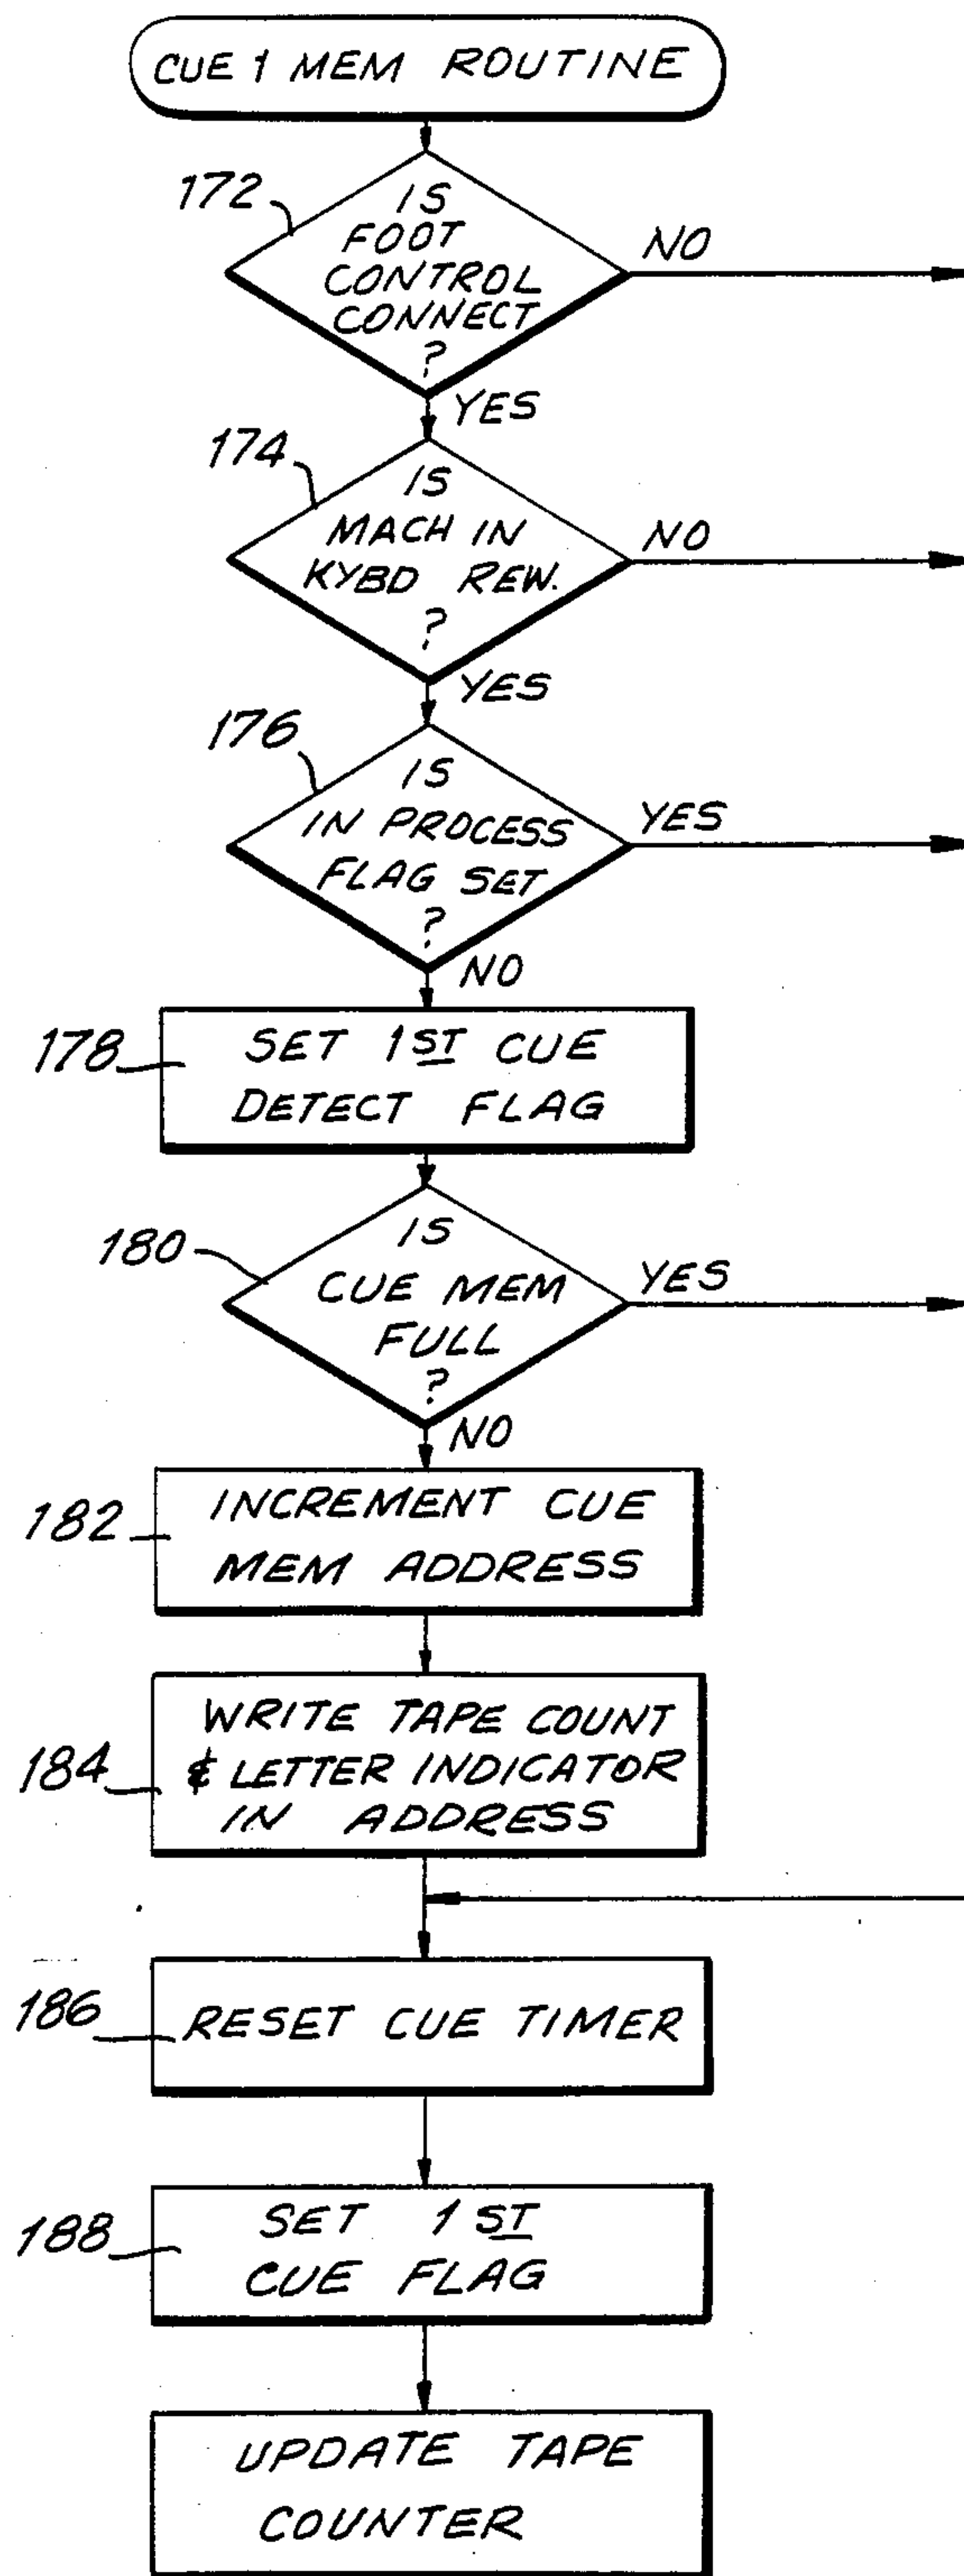 CUE 1 MEM ROUTINE
172
IS
FOOT
CONTROL
CONNECT
?
NO
YES
174
IS
MACH IN
KYBD REW.
?
NO
YES
176
IS
IN PROCESS
FLAG SET
?
YES
NO
178
SET 1ST CUE
DETECT FLAG
180
IS
CUE MEM
FULL
?
YES
NO
182
INCREMENT CUE
MEM ADDRESS
184
WRITE TAPE COUNT
& LETTER INDICATOR
IN ADDRESS
186
RESET CUE TIMER
188
SET 1ST
CUE FLAG
UPDATE TAPE
COUNTER